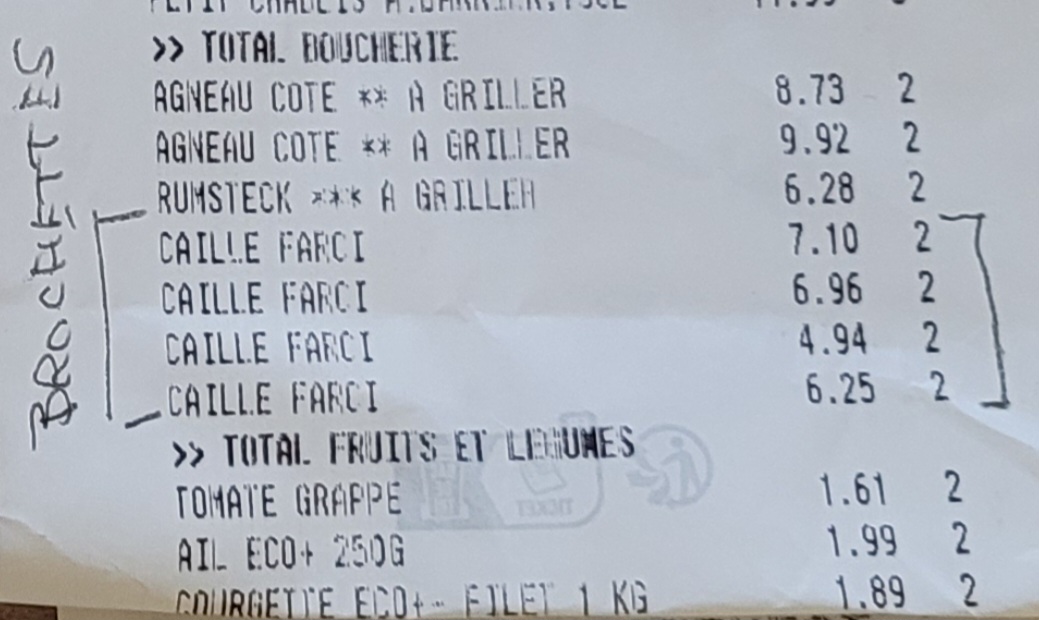 PETIT CHABLIS
>> TOTAL BOUCHERIE
AGNEAU COTE ** A GRILLER 8.73 2
AGNEAU COTE ** A GRILLER 9.92 2
RUMSTECK *** A GRILLER 6.28 2
CAILLE FARCI 7.10 2
CAILLE FARCI 6.96 2
CAILLE FARCI 4.94 2
CAILLE FARCI 6.25 2
BROCHETTES
>> TOTAL FRUITS ET LEGUMES
TOMATE GRAPPE 1.61 2
AIL ECO+ 250G 1.99 2
COURGETTE ECO+- FILET 1 KG 1.89 2